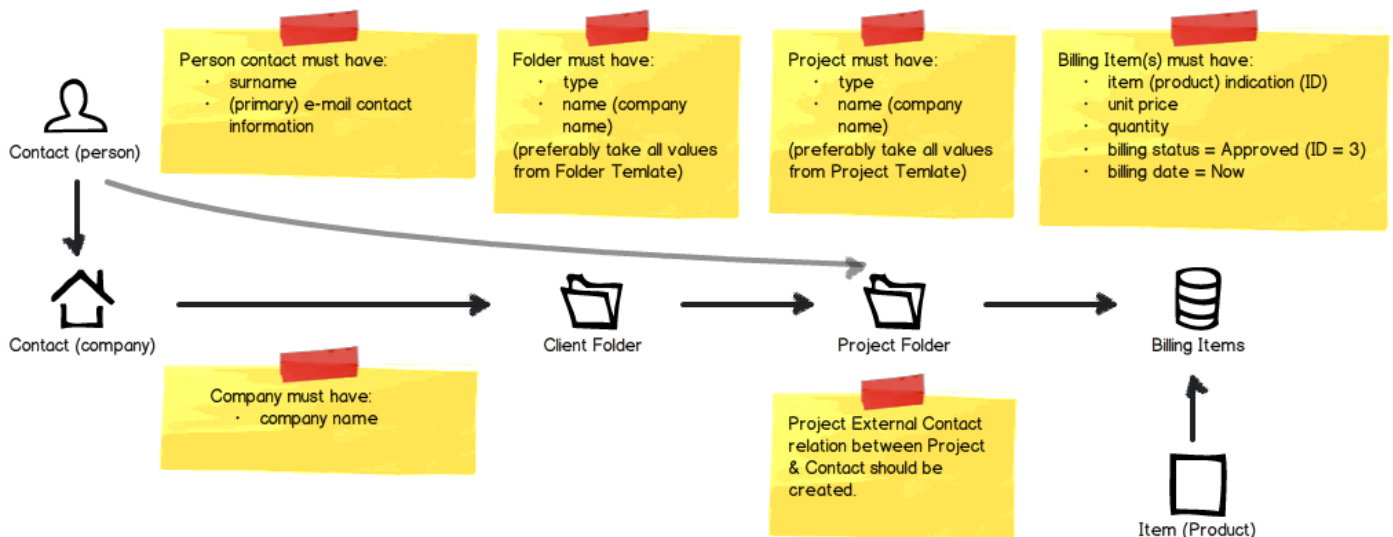 Person contact must have:
· surname
· (primary) e-mail contact
information
Folder must have:
· type
· name (company
name)
(preferably take all values
from Folder Temlate)
Project must have:
· type
· name (company
name)
(preferably take all values
from Project Temlate)
Billing Item(s) must have:
· item (product) indication (ID)
· unit price
· quantity
· billing status = Approved (ID = 3)
· billing date = Now
Contact (person)
Contact (company)
Client Folder
Project Folder
Billing Items
Company must have:
· company name
Project External Contact
relation between Project
& Contact should be
created.
Item (Product)